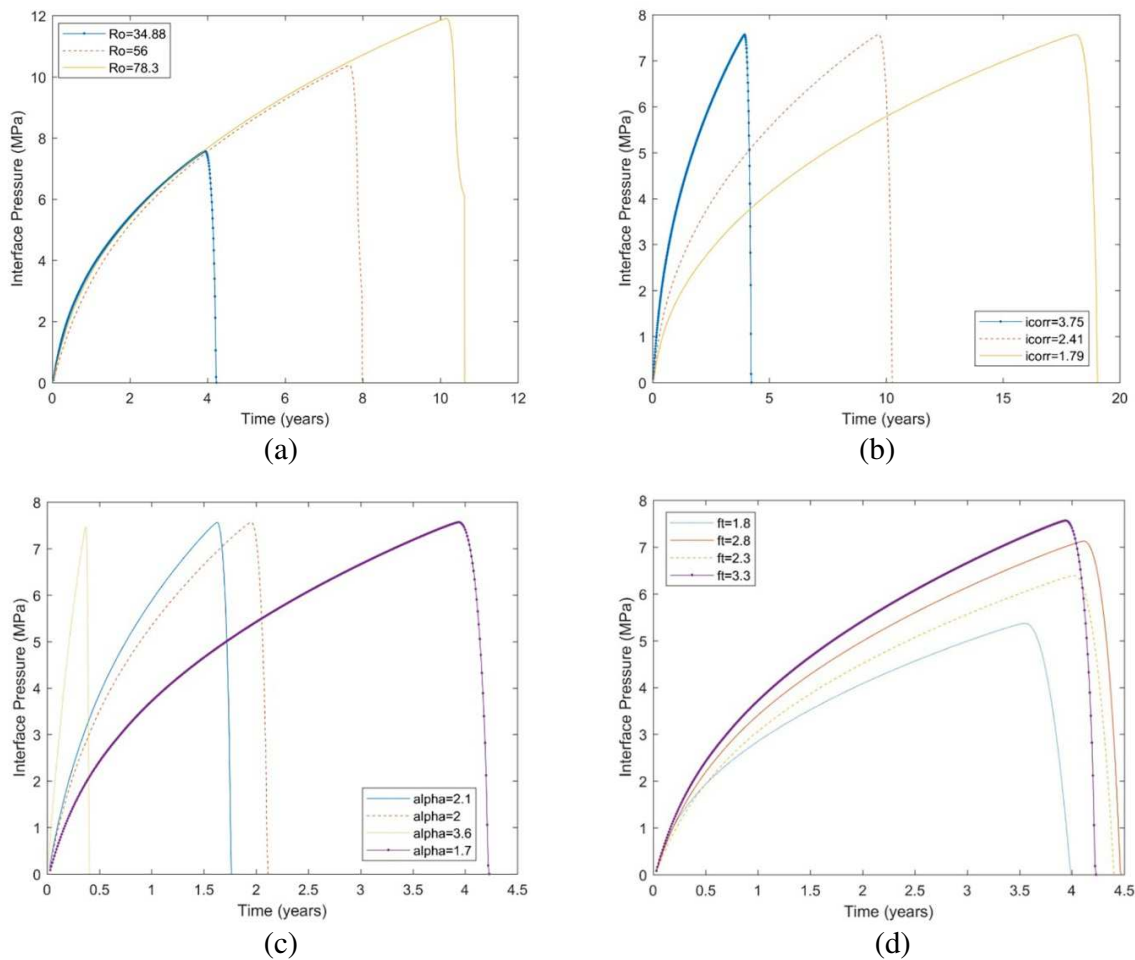 12
10
8
6
4
2
0
Interface Pressure (MPa)
Ro=34.88
Ro=56
Ro=78.3
0 2 4 6 8 10 12
Time (years)
(a)
8
7
6
5
4
3
2
1
0
Interface Pressure (MPa)
icorr=3.75
icorr=2.41
icorr=1.79
0 5 10 15 20
Time (years)
(b)
8
7
6
5
4
3
2
1
0
Interface Pressure (MPa)
alpha=2.1
alpha=2
alpha=3.6
alpha=1.7
0 0.5 1 1.5 2 2.5 3 3.5 4 4.5
Time (years)
(c)
8
7
6
5
4
3
2
1
0
Interface Pressure (MPa)
ft=1.8
ft=2.8
ft=2.3
ft=3.3
0 0.5 1 1.5 2 2.5 3 3.5 4 4.5
Time (years)
(d)